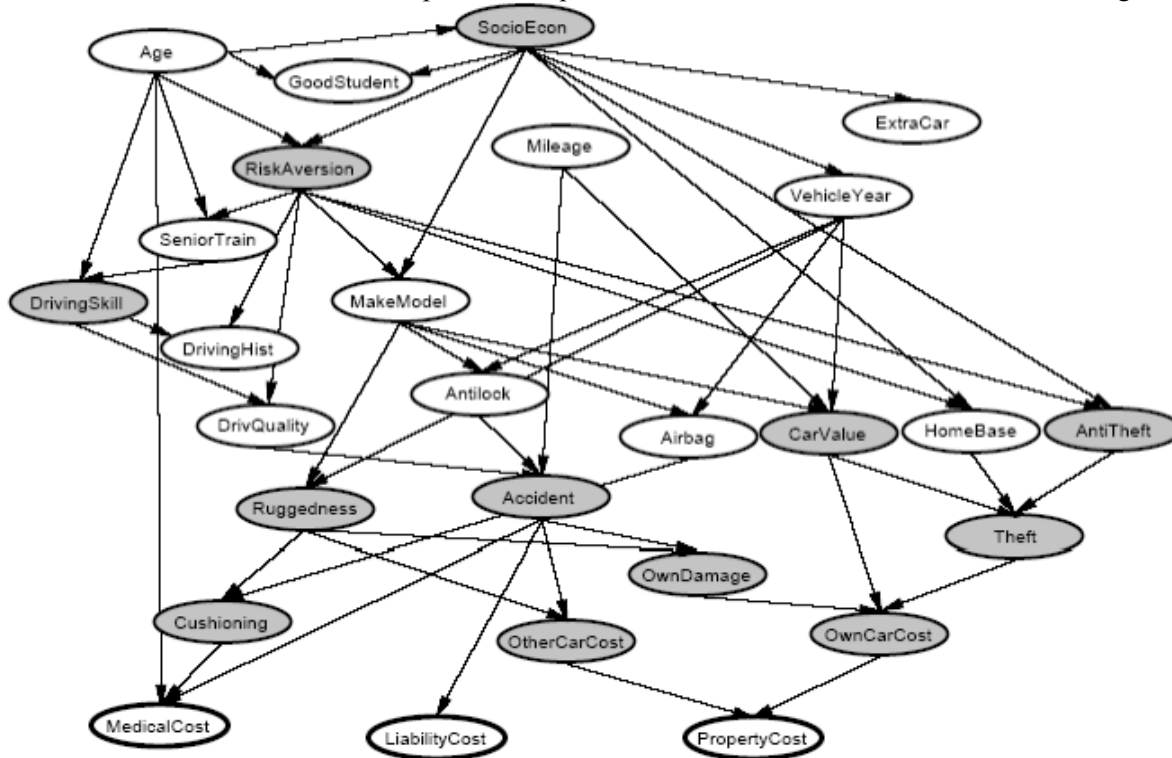 SocioEcon
Age
GoodStudent
ExtraCar
Mileage
RiskAversion
VehicleYear
SeniorTrain
DrivingSkill
MakeModel
DrivingHist
Antilock
DrivQuality
Airbag
CarValue
HomeBase
AntiTheft
Ruggedness
Accident
Theft
OwnDamage
Cushioning
OtherCarCost
OwnCarCost
MedicalCost
LiabilityCost
PropertyCost